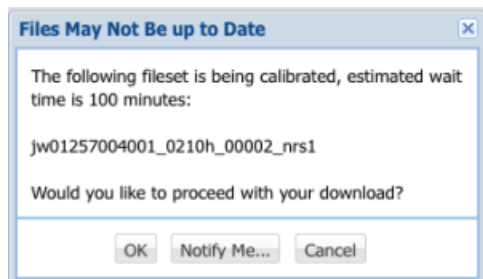 Files May Not Be up to Date
The following fileset is being calibrated, estimated wait
time is 100 minutes:
jw01257004001_0210h_00002_nrs1
Would you like to proceed with your download?
OK Notify Me... Cancel